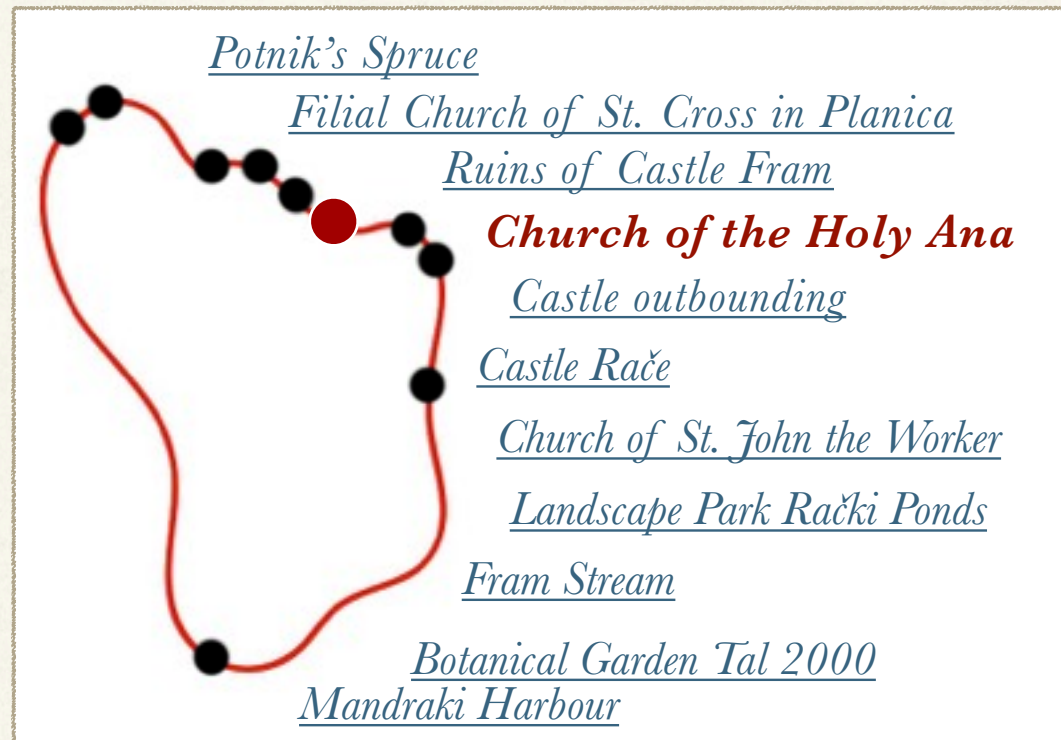 Potnik's Spruce
Filial Church of St. Cross in Planica
Ruins of Castle Fram
Church of the Holy Ana
Castle outbounding
Castle Rače
Church of St. John the Worker
Landscape Park Rački Ponds
Fram Stream
Botanical Garden Tal 2000
Mandraki Harbour